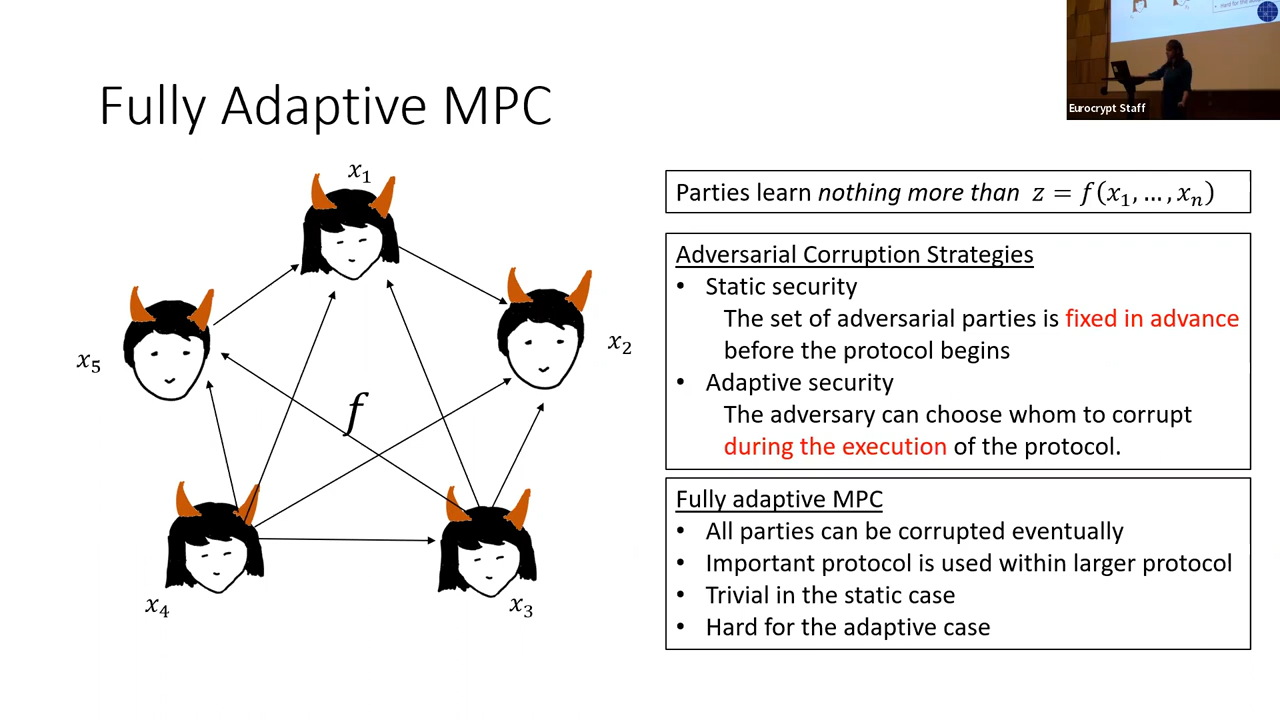 Fully Adaptive MPC
Eurocrypt Staff
x₁
x₅
x₂
f
x₄
x₃
Parties learn nothing more than z = f(x₁, … , xₙ)
Adversarial Corruption Strategies
• Static security
The set of adversarial parties is fixed in advance
before the protocol begins
• Adaptive security
The adversary can choose whom to corrupt
during the execution of the protocol.
Fully adaptive MPC
• All parties can be corrupted eventually
• Important protocol is used within larger protocol
• Trivial in the static case
• Hard for the adaptive case